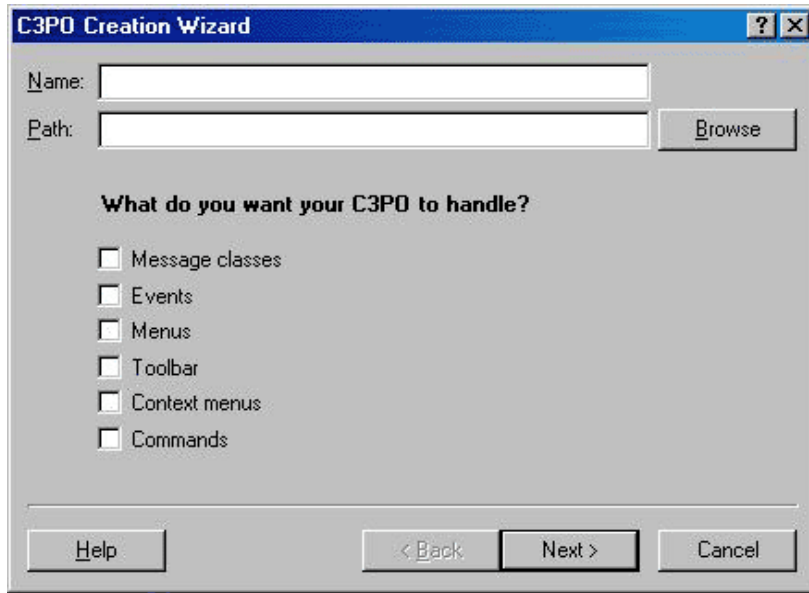 C3PO Creation Wizard
Name:
Path: Browse
What do you want your C3PO to handle?
Message classes
Events
Menus
Toolbar
Context menus
Commands
Help < Back Next > Cancel